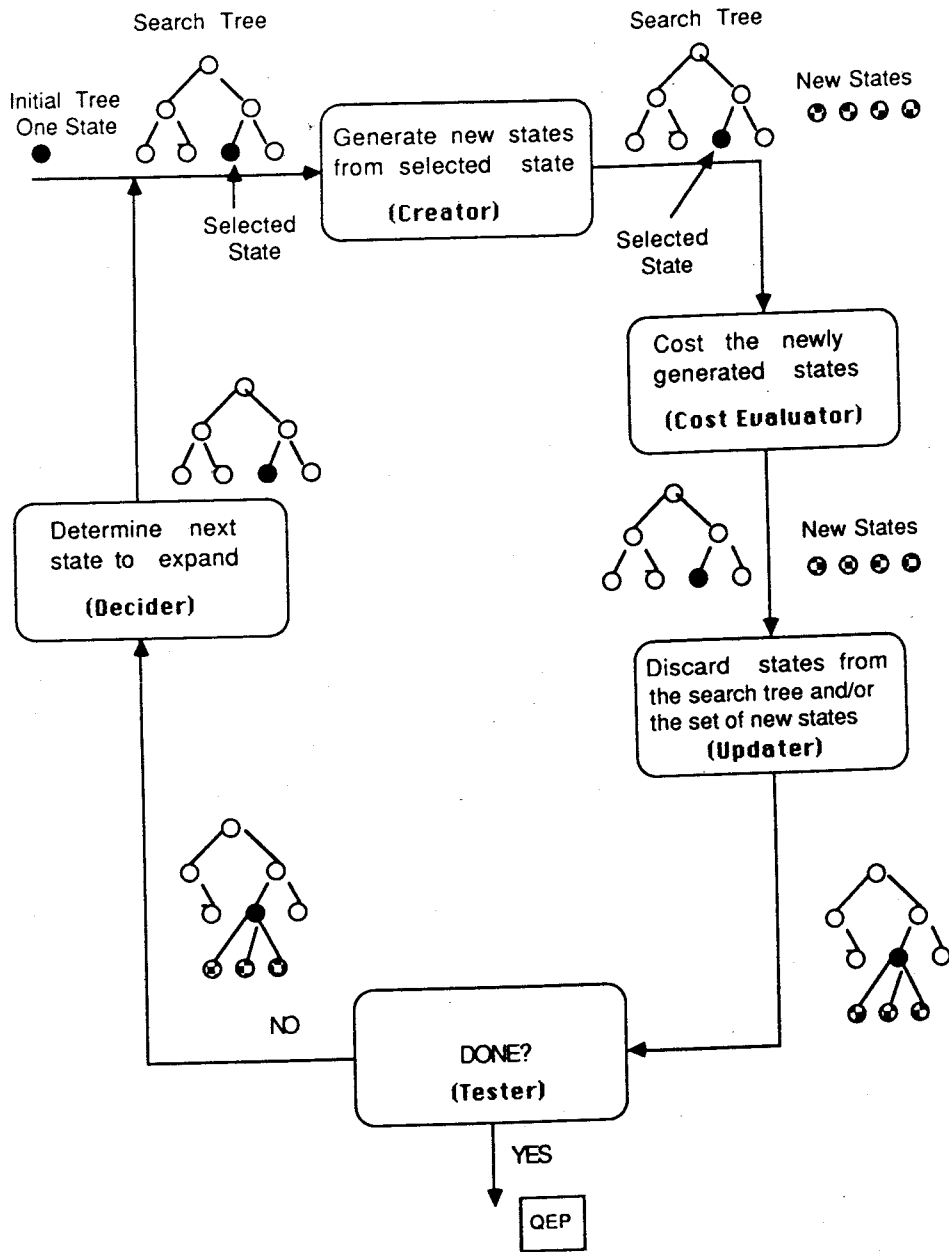 Search Tree
Search Tree
Initial Tree
One State
New States
Generate new states
from selected state
(Creator)
Selected
State
Selected
State
Cost the newly
generated states
(Cost Evaluator)
Determine next
state to expand
(Decider)
New States
Discard states from
the search tree and/or
the set of new states
(Updater)
NO
DONE?
(Tester)
YES
QEP